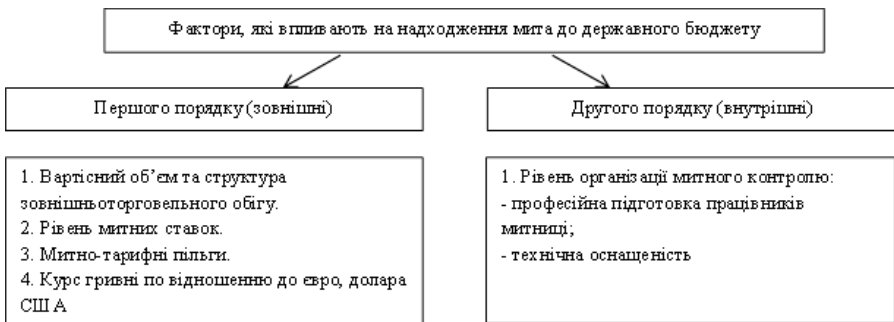 Фактори, які впливають на надходження мита до державного бюджету
Першого порядку (зовнішні)
Другого порядку (внутрішні)
1. Вартісний об’єм та структура
зовнішньоторговельного обігу.
2. Рівень митних ставок.
3. Митно-тарифні пільги.
4. Курс гривні по відношенню до євро, долара
США
1. Рівень організації митного контролю:
- професійна підготовка працівників
митниці;
- технічна оснащеність